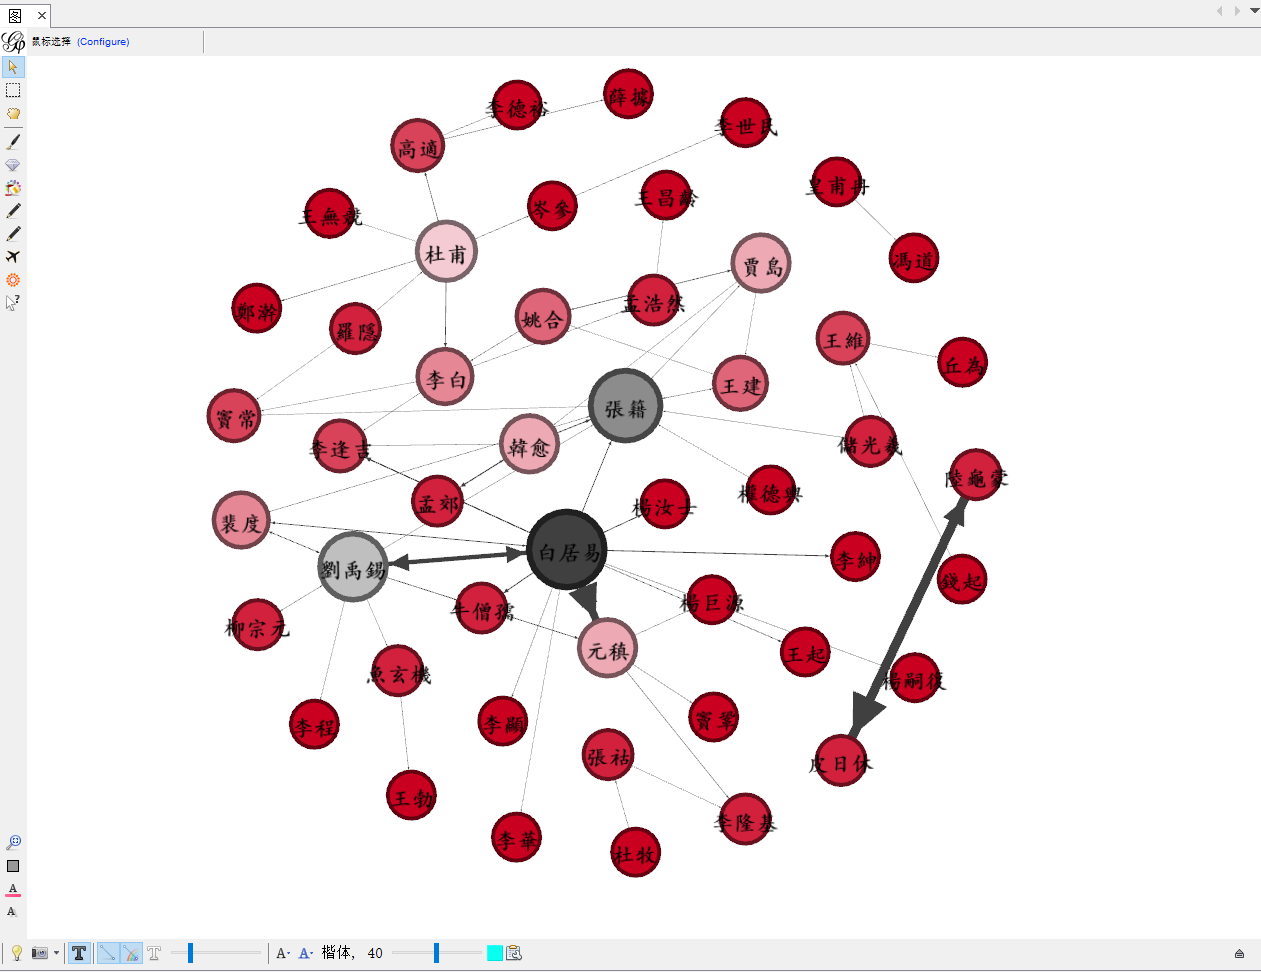 图
鼠标选择 (Configure)
李德裕
薛據
李世民
高適
皇甫冉
王昌齡
岑參
王無競
杜甫
馮道
賈島
鄭澣
孟浩然
姚合
羅隱
王維
丘為
李白
王建
張籍
竇常
李逢吉
韓愈
儲光羲
陸龜蒙
權德輿
孟郊
楊汝士
裴度
白居易
李紳
劉禹錫
錢起
楊巨源
牛僧孺
柳宗元
元稹
王起
魚玄機
楊嗣復
竇鞏
李顯
李程
張祜
皮日休
王勃
李隆基
李華
杜牧
T
T
A
A
A-
A-
楷体, 40